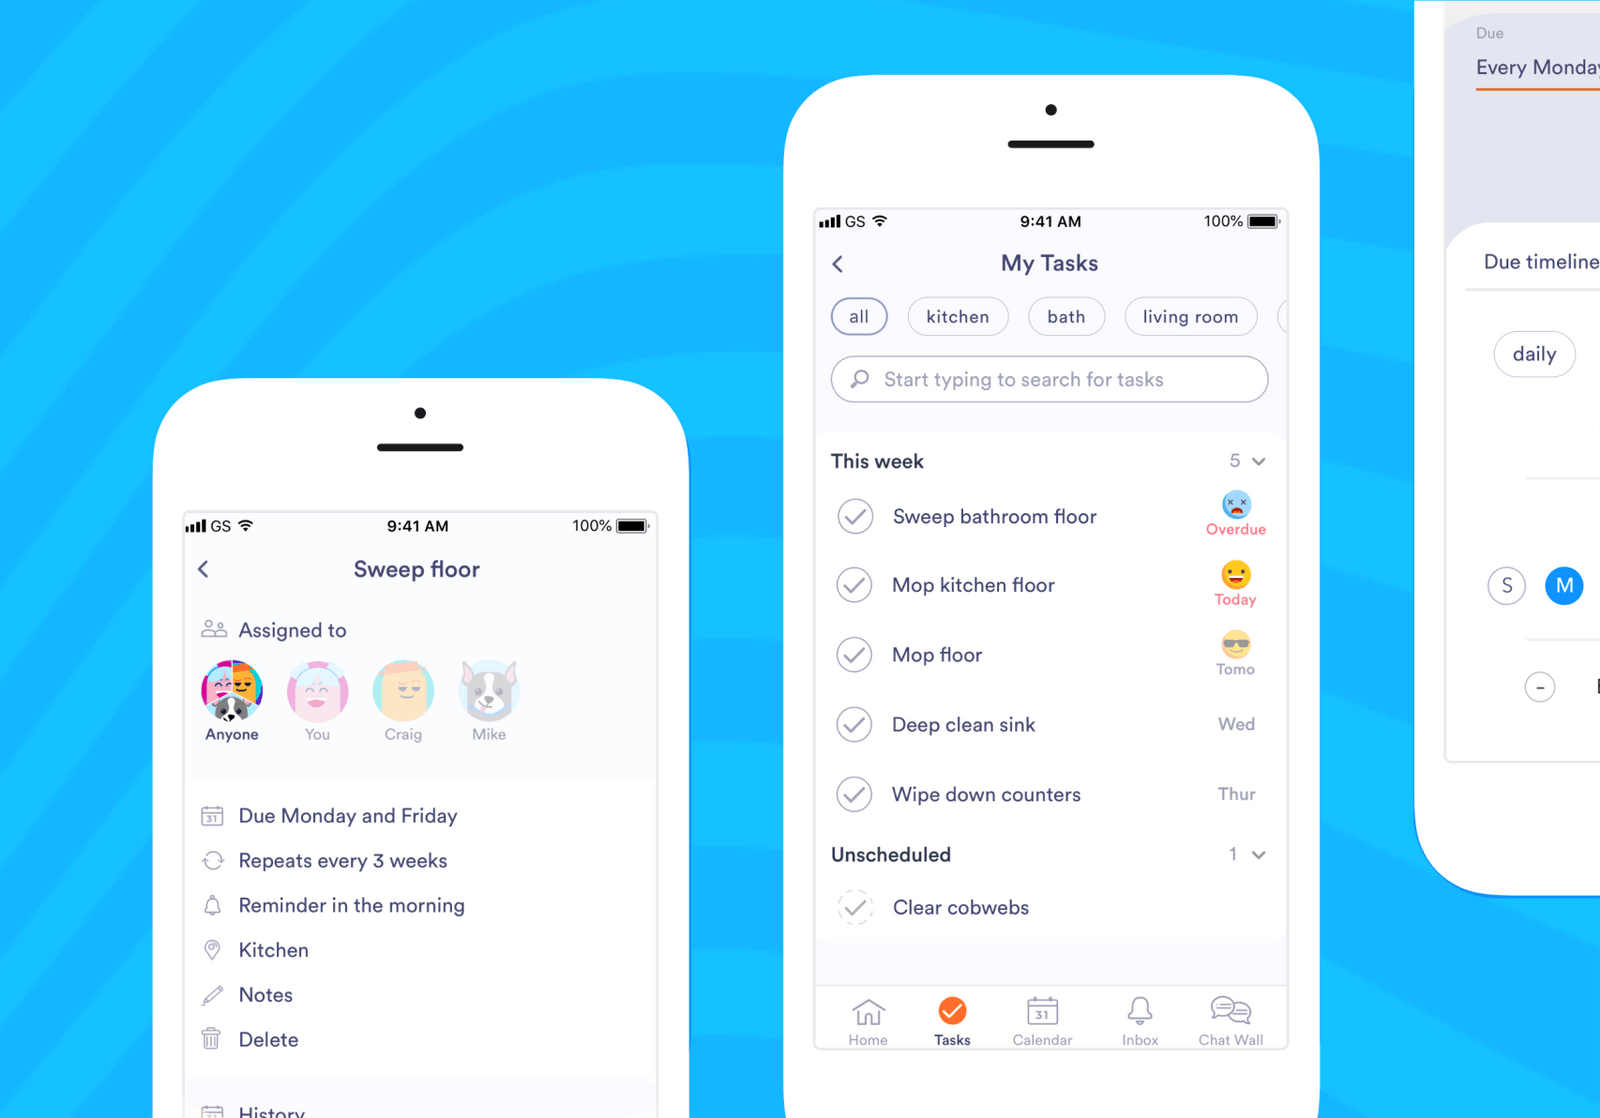 GS
9:41 AM
100%
Sweep floor
Assigned to
Anyone
You
Craig
Mike
31
Due Monday and Friday
Repeats every 3 weeks
Reminder in the morning
Kitchen
Notes
Delete
31
History
GS
9:41 AM
100%
My Tasks
all
kitchen
bath
living room
Start typing to search for tasks
This week
5
Sweep bathroom floor
Overdue
Mop kitchen floor
Today
Mop floor
Tomo
Deep clean sink
Wed
Wipe down counters
Thur
Unscheduled
1
Clear cobwebs
Home
Tasks
31
Calendar
Inbox
Chat Wall
Due
Every Monday
Due timeline
daily
S
M
-